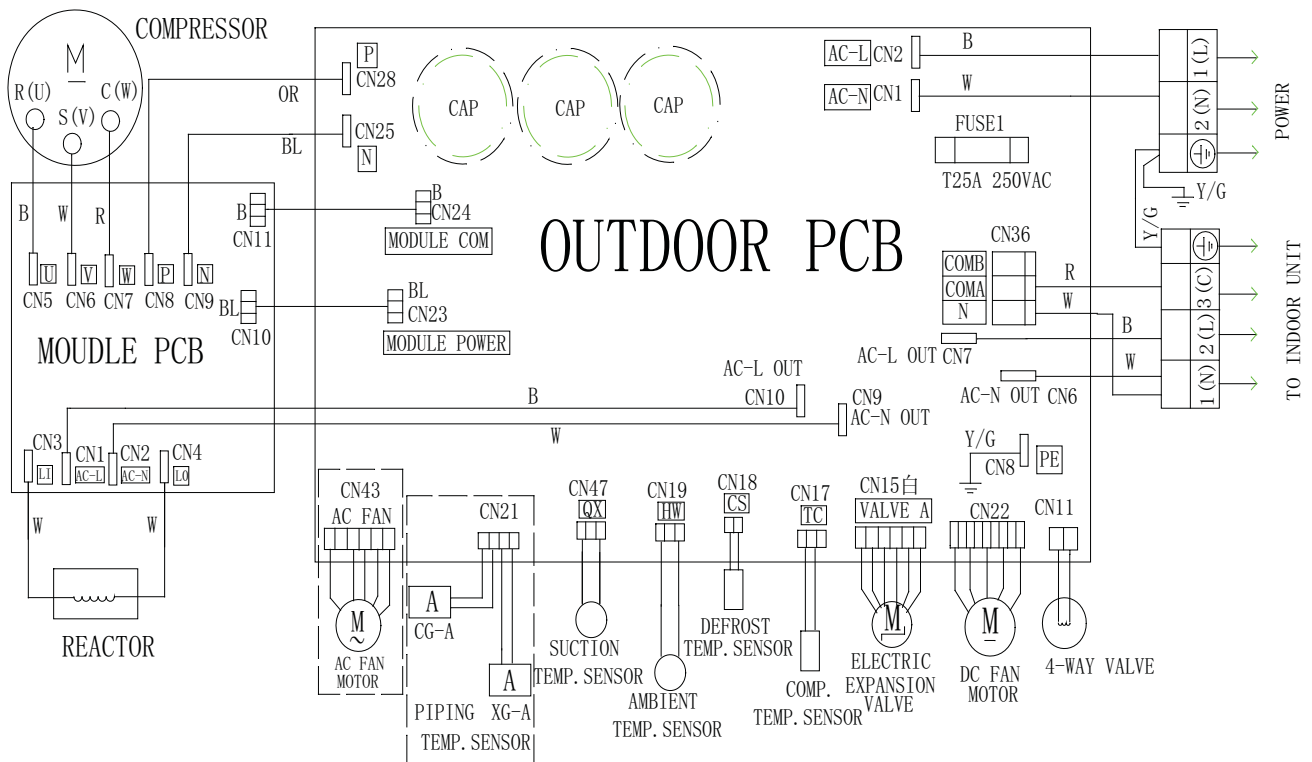 COMPRESSOR
M
R(U)
S(V)
C(W)
OR
BL
P
CN28
CN25
N
CAP
CAP
CAP
AC-L CN2
AC-N CN1
B
W
FUSE1
T25A 250VAC
1(L)
2(N)
POWER
Y/G
Y/G
B
W
R
U
V
W
P
N
CN5
CN6
CN7
CN8
CN9
B
CN11
B
CN24
MODULE COM
BL
CN10
BL
CN23
MODULE POWER
MOUDLE PCB
OUTDOOR PCB
CN36
COMB
COMA
N
R
W
B
W
AC-L OUT CN7
AC-N OUT CN6
3(C)
2(L)
1(N)
TO INDOOR UNIT
AC-L OUT
CN10
CN9
AC-N OUT
B
W
Y/G
CN8
PE
CN3
CN1
CN2
CN4
LI
AC-L
AC-N
LO
W
W
REACTOR
CN43
AC FAN
M
~
AC FAN
MOTOR
CN21
A
CG-A
A
PIPING XG-A
TEMP.SENSOR
CN47
QX
SUCTION
TEMP.SENSOR
CN19
HW
AMBIENT
TEMP.SENSOR
CN18
CS
DEFROST
TEMP.SENSOR
CN17
TC
COMP.
TEMP.SENSOR
CN15白
VALVE A
M
ELECTRIC
EXPANSION
VALVE
CN22
M
DC FAN
MOTOR
CN11
4-WAY VALVE